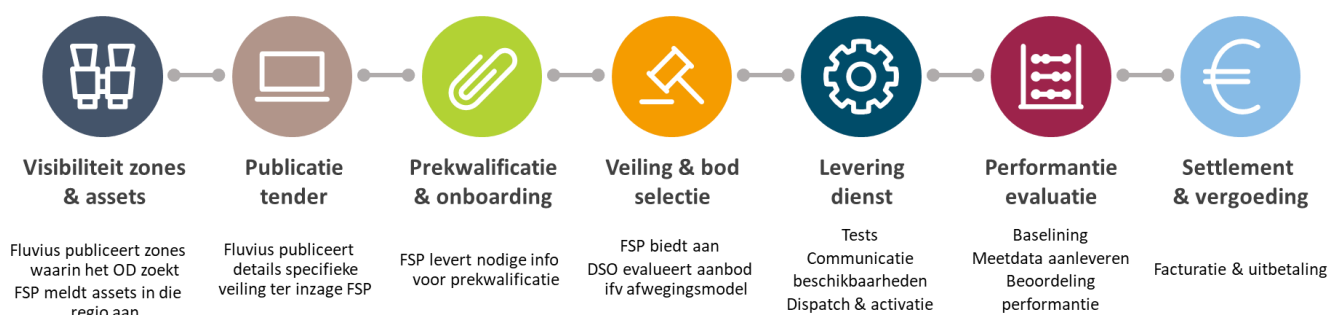 Visibiliteit zones
& assets
Fluvius publiceert zones
waarin het OD zoekt
FSP meldt assets in die
regio aan
Publicatie
tender
Fluvius publiceert
details specifieke
veiling ter inzage FSP
Prekwalificatie
& onboarding
FSP levert nodige info
voor prekwalificatie
Veiling & bod
selectie
FSP biedt aan
DSO evalueert aanbod
ifv afwegingsmodel
Levering
dienst
Tests
Communicatie
beschikbaarheden
Dispatch & activatie
Performantie
evaluatie
Baselining
Meetdata aanleveren
Beoordeling
performantie
Settlement
& vergoeding
Facturatie & uitbetaling